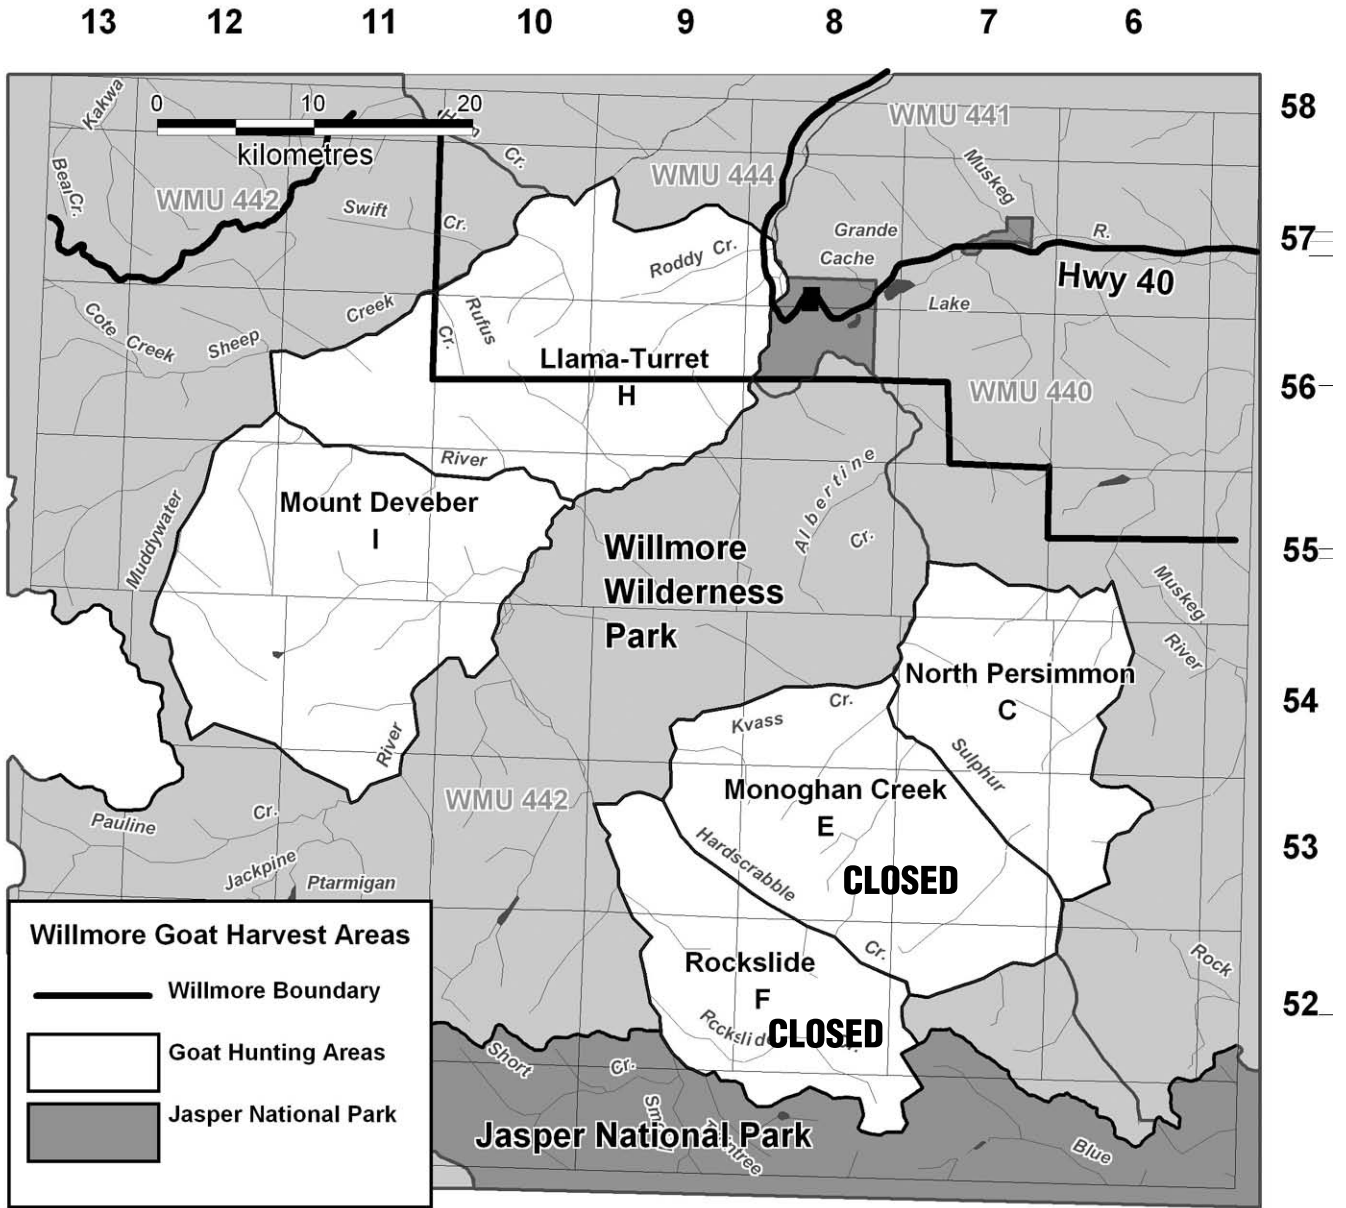 13 12 11 10 9 8 7 6
58
Kakwa
0 10 20
kilometres
WMU 441
Cr.
Bear Cr.
WMU 442
Swift
Cr.
WMU 444
Muskeg
57
Grande
Cache
R.
Roddy Cr.
Hwy 40
Lake
Cote Creek
Sheep
Creek
Rufus
Cr.
Llama-Turret
H
56
WMU 440
River
Mount Deveber
I
Muddywater
Albertine
Cr.
55
Willmore
Wilderness
Park
Muskeg
River
North Persimmon
C
54
Kvass
Cr.
River
Sulphur
Monoghan Creek
E
WMU 442
Pauline
Cr.
Hardscrabble
53
CLOSED
Jackpine
Ptarmigan
Cr.
Rock
Rockslide
F
52
CLOSED
Willmore Goat Harvest Areas
Willmore Boundary
Goat Hunting Areas
Jasper National Park
Short
Cr.
Jasper National Park
Blue